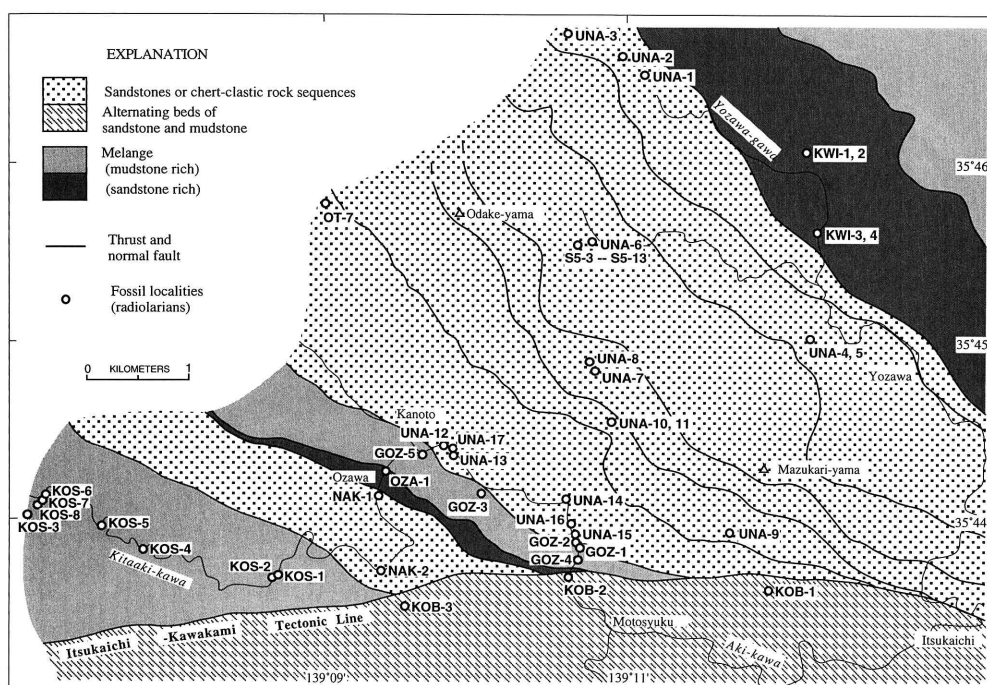 EXPLANATION
Sandstones or chert-clastic rock sequences
Alternating beds of
sandstone and mudstone
Melange
(mudstone rich)
(sandstone rich)
Thrust and
normal fault
Fossil localities
(radiolarians)
0 KILOMETERS 1
UNA-3
UNA-2
UNA-1
Yozawa-gawa
KWI-1, 2
35°46
OT-7
Odake-yama
UNA-6
S5-3 -- S5-13
KWI-3, 4
35°45
UNA-8
UNA-7
UNA-4, 5
Yozawa
Kanoto
UNA-12
UNA-17
UNA-10, 11
GOZ-5
UNA-13
Ozawa
OZA-1
Mazukari-yama
NAK-1
GOZ-3
UNA-14
KOS-6
KOS-7
KOS-8
KOS-3
KOS-5
UNA-16
UNA-15
UNA-9
35°44
GOZ-2
GOZ-1
KOS-4
GOZ-4
Kitaaki-kawa
KOS-2
KOS-1
NAK-2
KOB-2
KOB-1
KOB-3
Motosyuku
Itsukaichi
-Kawakami
Tectonic Line
Itsukaichi
Aki-kawa
139°09'
139°11'